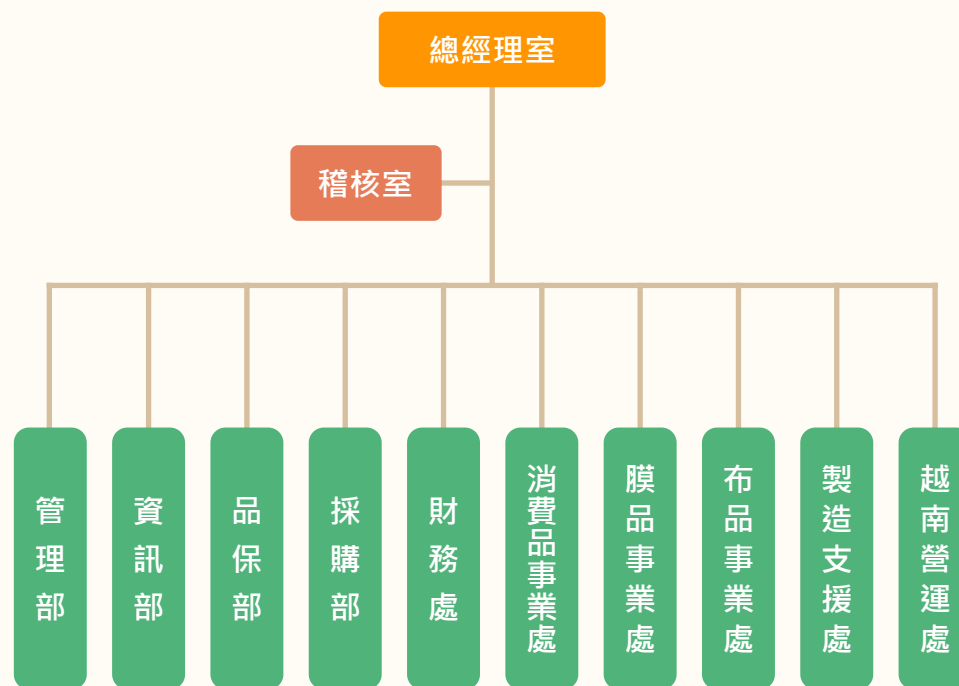 總經理室
稽核室
管理部
資訊部
品保部
採購部
財務處
消費品事業處
膜品事業處
布品事業處
製造支援處
越南營運處